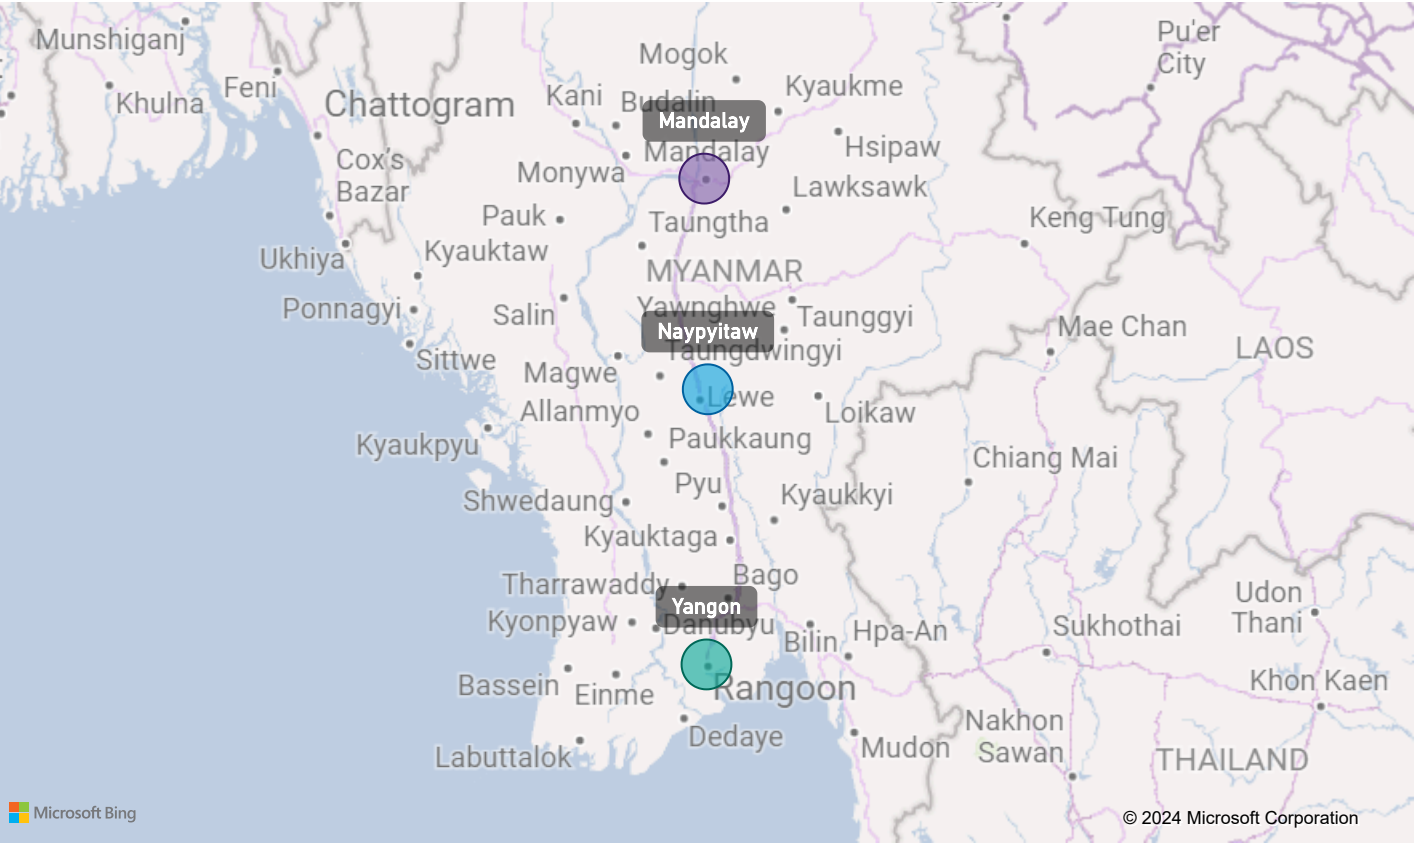 Munshiganj
Khulna
Feni
Chattogram
Cox's
Bazar
Ukhiya
Kyauktaw
Ponnagyi
Sittwe
Kyaukpyu
Mogok
Kani
Budalin
Kyaukme
Mandalay
Mandalay
Hsipaw
Monywa
Lawksawk
Pauk
Taungtha
MYANMAR
Salin
Yawnghwe
Taunggyi
Naypyitaw
Taungdwingyi
Magwe
Lewe
Allanmyo
Loikaw
Paukkaung
Pyu
Kyaukkyi
Shwedaung
Kyauktaga
Tharrawaddy
Bago
Yangon
Kyonpyaw
Danubyu
Bilin
Hpa-An
Bassein
Einme
Rangoon
Dedaye
Labuttalok
Mudon
Pu'er
City
Keng Tung
Mae Chan
LAOS
Chiang Mai
Udon
Thani
Sukhothai
Khon Kaen
Nakhon
Sawan
THAILAND
Microsoft Bing
© 2024 Microsoft Corporation